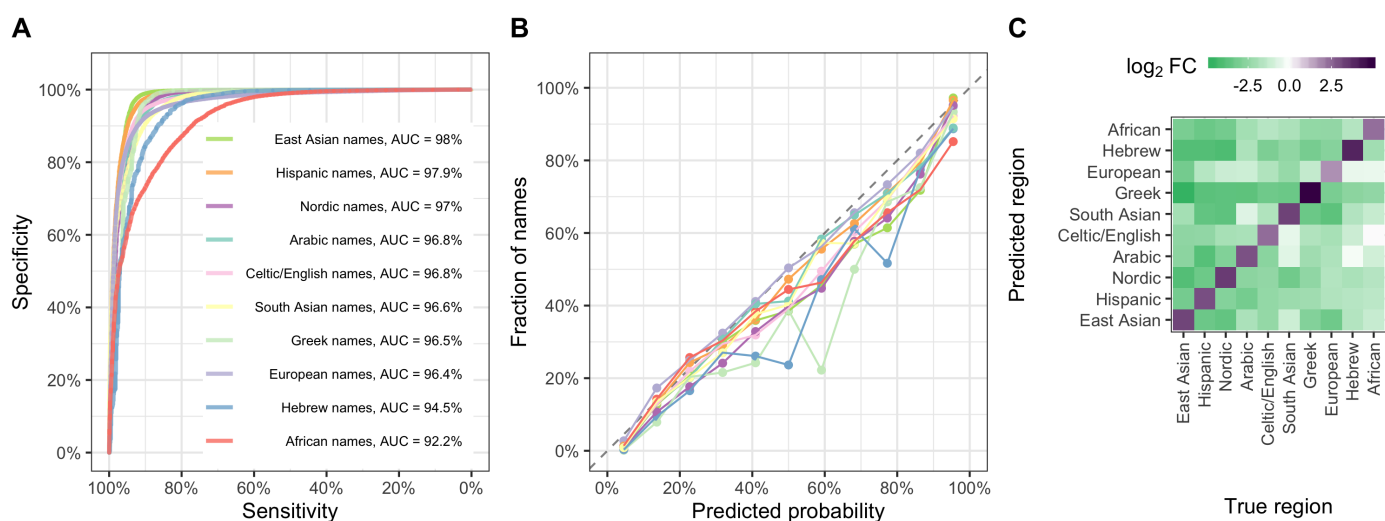 A
100%
80%
60%
40%
20%
0%
Specificity
East Asian names, AUC = 98%
Hispanic names, AUC = 97.9%
Nordic names, AUC = 97%
Arabic names, AUC = 96.8%
Celtic/English names, AUC = 96.8%
South Asian names, AUC = 96.6%
Greek names, AUC = 96.5%
European names, AUC = 96.4%
Hebrew names, AUC = 94.5%
African names, AUC = 92.2%
100% 80% 60% 40% 20% 0%
Sensitivity
B
100%
80%
60%
40%
20%
0%
Fraction of names
0% 20% 40% 60% 80% 100%
Predicted probability
C
log₂ FC
-2.5 0.0 2.5
Predicted region
African
Hebrew
European
Greek
South Asian
Celtic/English
Arabic
Nordic
Hispanic
East Asian
East Asian
Hispanic
Nordic
Arabic
Celtic/English
South Asian
Greek
European
Hebrew
African
True region